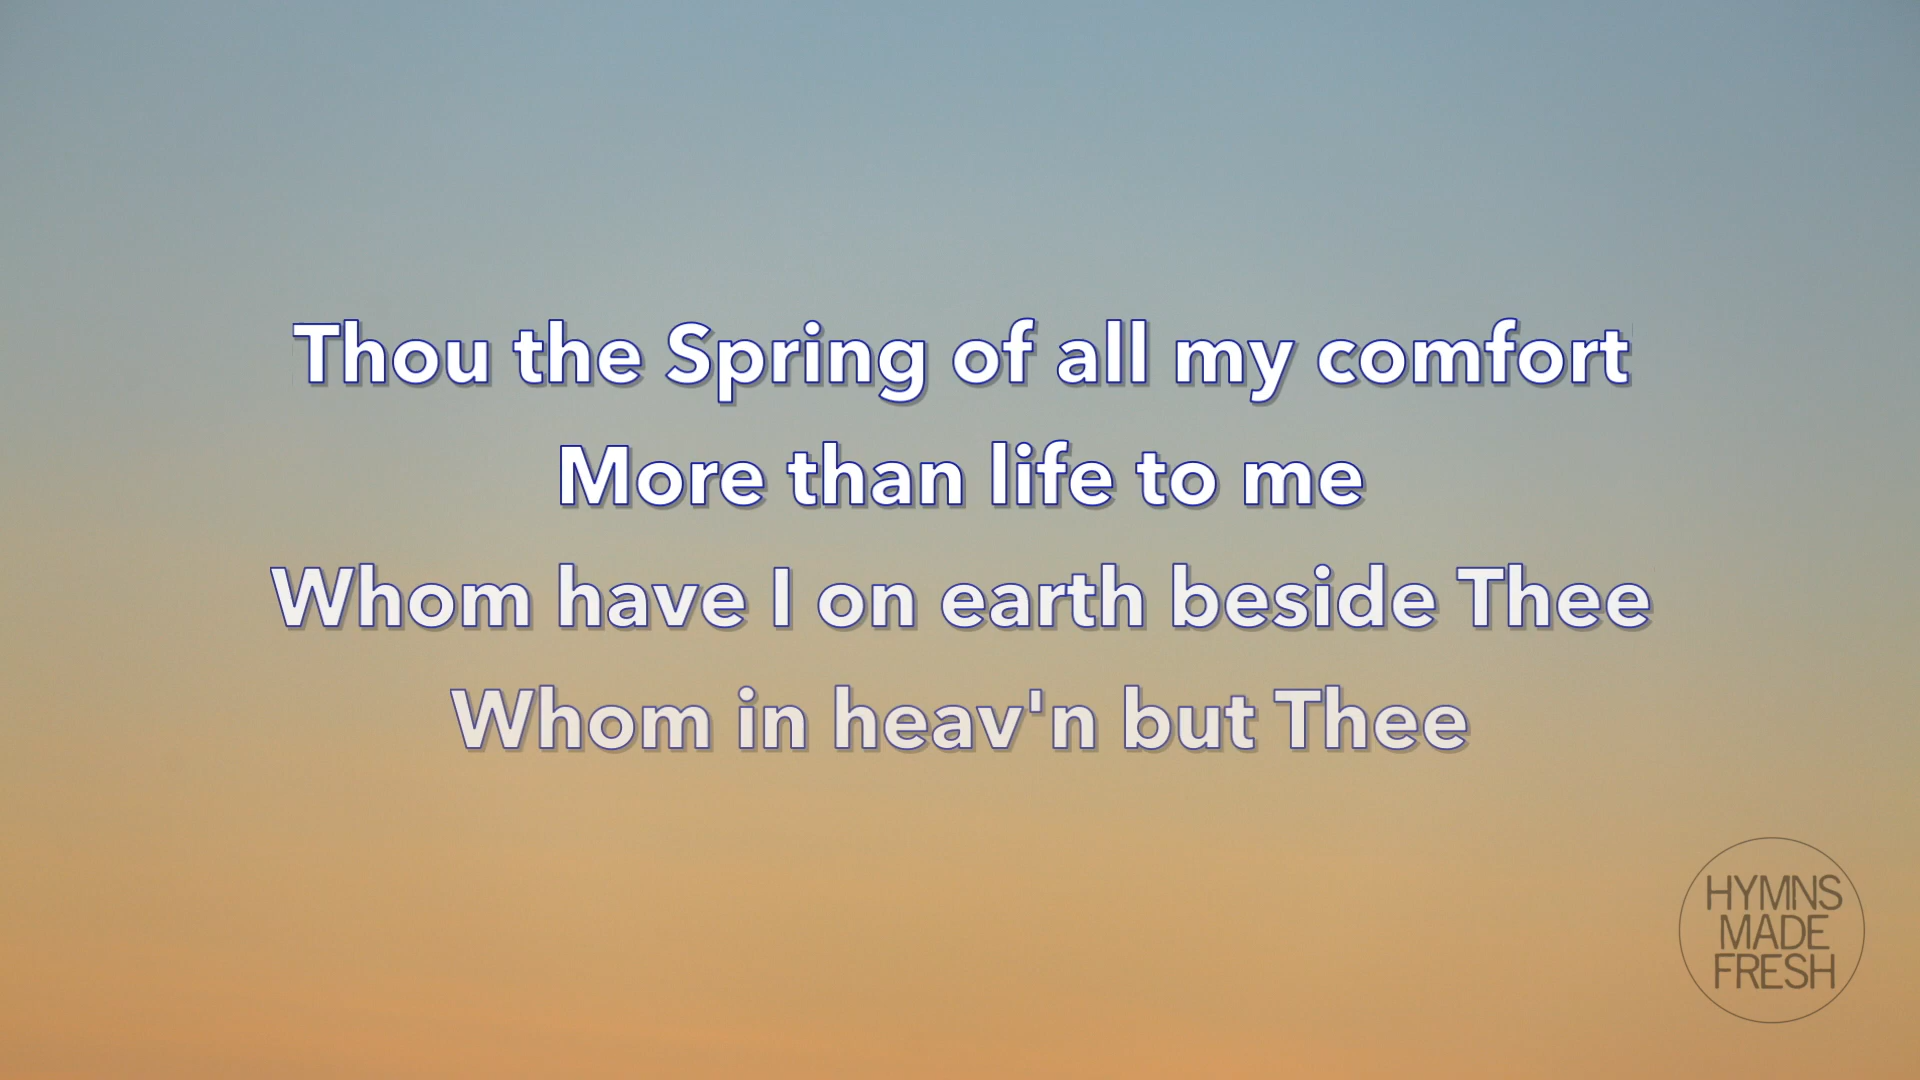 Thou the Spring of all my comfort
More than life to me
Whom have I on earth beside Thee
Whom in heav'n but Thee
HYMNS
MADE
FRESH